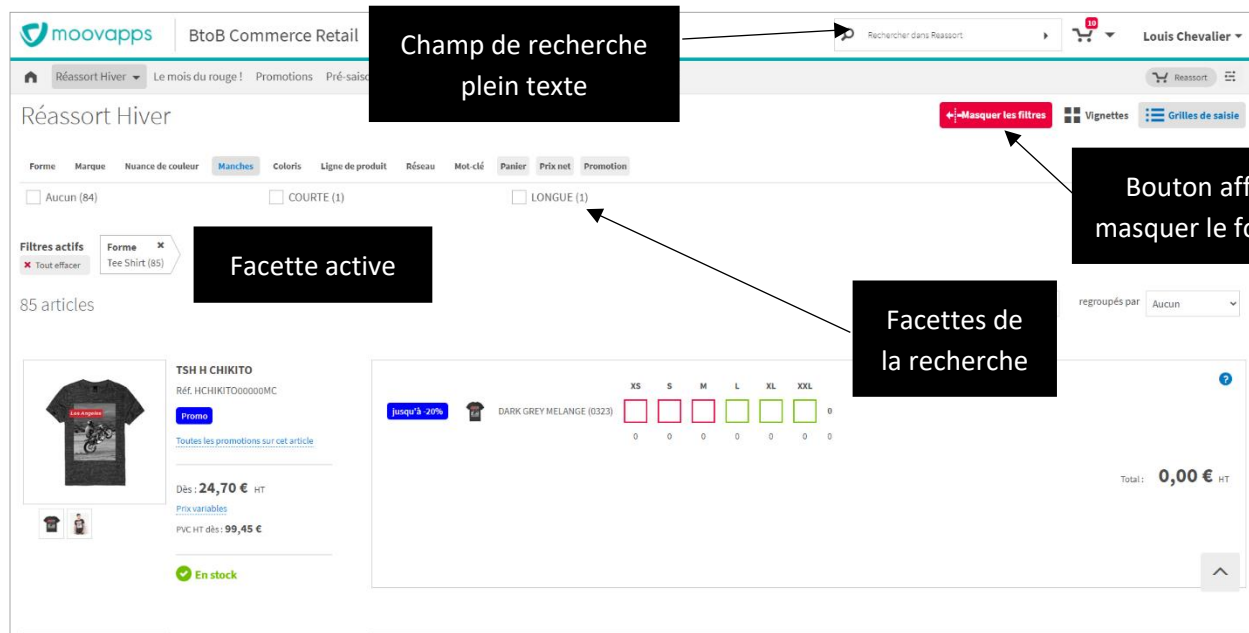 moovapps BtoB Commerce Retail Rechercher dans Reassort 10 Louis Chevalier
Champ de recherche
plein texte
Réassort Hiver Le mois du rouge ! Promotions Reassort
Réassort Hiver Masquer les filtres Vignettes Grilles de saisie
Forme Marque Nuance de couleur Manches Coloris Ligne de produit Réseau Mot-clé Panier Prix net Promotion
Aucun (84) COURTE (1) LONGUE (1)
Bouton
masquer le
Filtres actifs Forme
Tout effacer Tee Shirt (85)
Facette active
85 articles regroupés par Aucun
Facettes de
la recherche
TSH H CHIKITO
Réf. HCHIKITO00000MC
Promo
Toutes les promotions sur cet article
Dès : 24,70 € HT
Prix variables
PVC HT dès : 99,45 €
En stock
XS S M L XL XXL
jusqu'à -20% DARK GREY MELANGE (0323) 0
0 0 0 0 0 0 0
Total : 0,00 € HT
Los Angeles